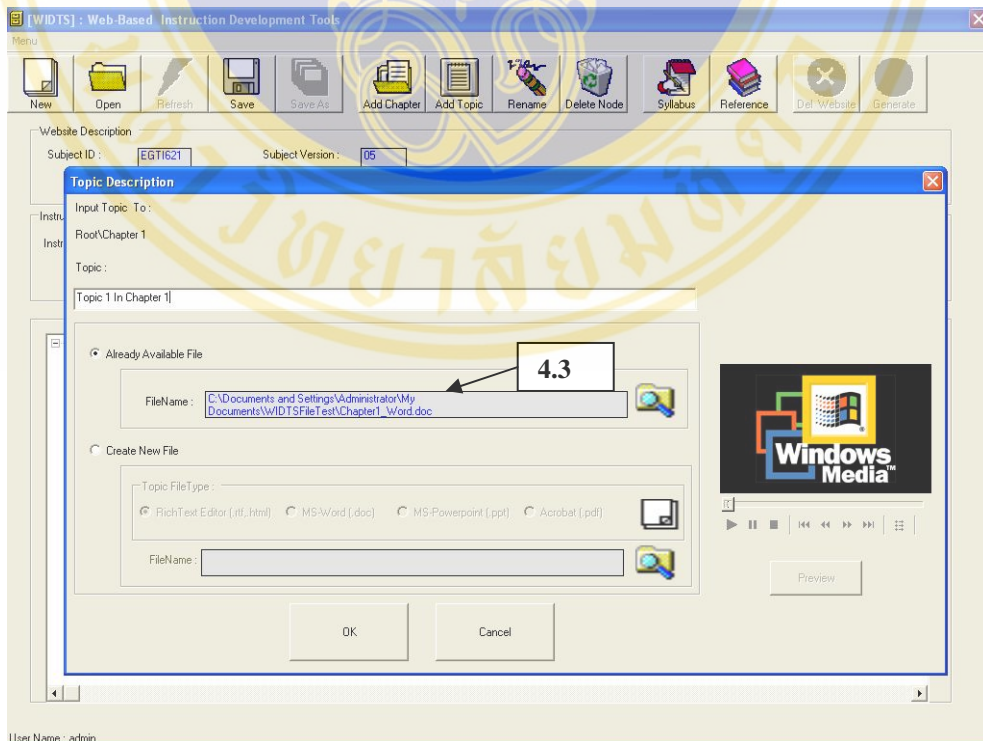 [WIDTS] : Web-Based Instruction Development Tools
Menu
New Open Refresh Save Save As Add Chapter Add Topic Rename Delete Node Syllabus Reference Del. Website Generate
Website Description
Subject ID : EGTI621 Subject Version : 05
Topic Description
Input Topic To :
Instru
Root\Chapter 1
Instr
Topic :
Topic 1 In Chapter 1
Already Available File
4.3
FileName : C:\Documents and Settings\Administrator\My
Documents\WIDTSFileTest\Chapter1_Word.doc
Create New File
Windows
Media™
Topic FileType :
RichText Editor (.rtf,.html) MS-Word (.doc) MS-Powerpoint (.ppt) Acrobat (.pdf)
FileName :
Preview
OK Cancel
User Name : admin